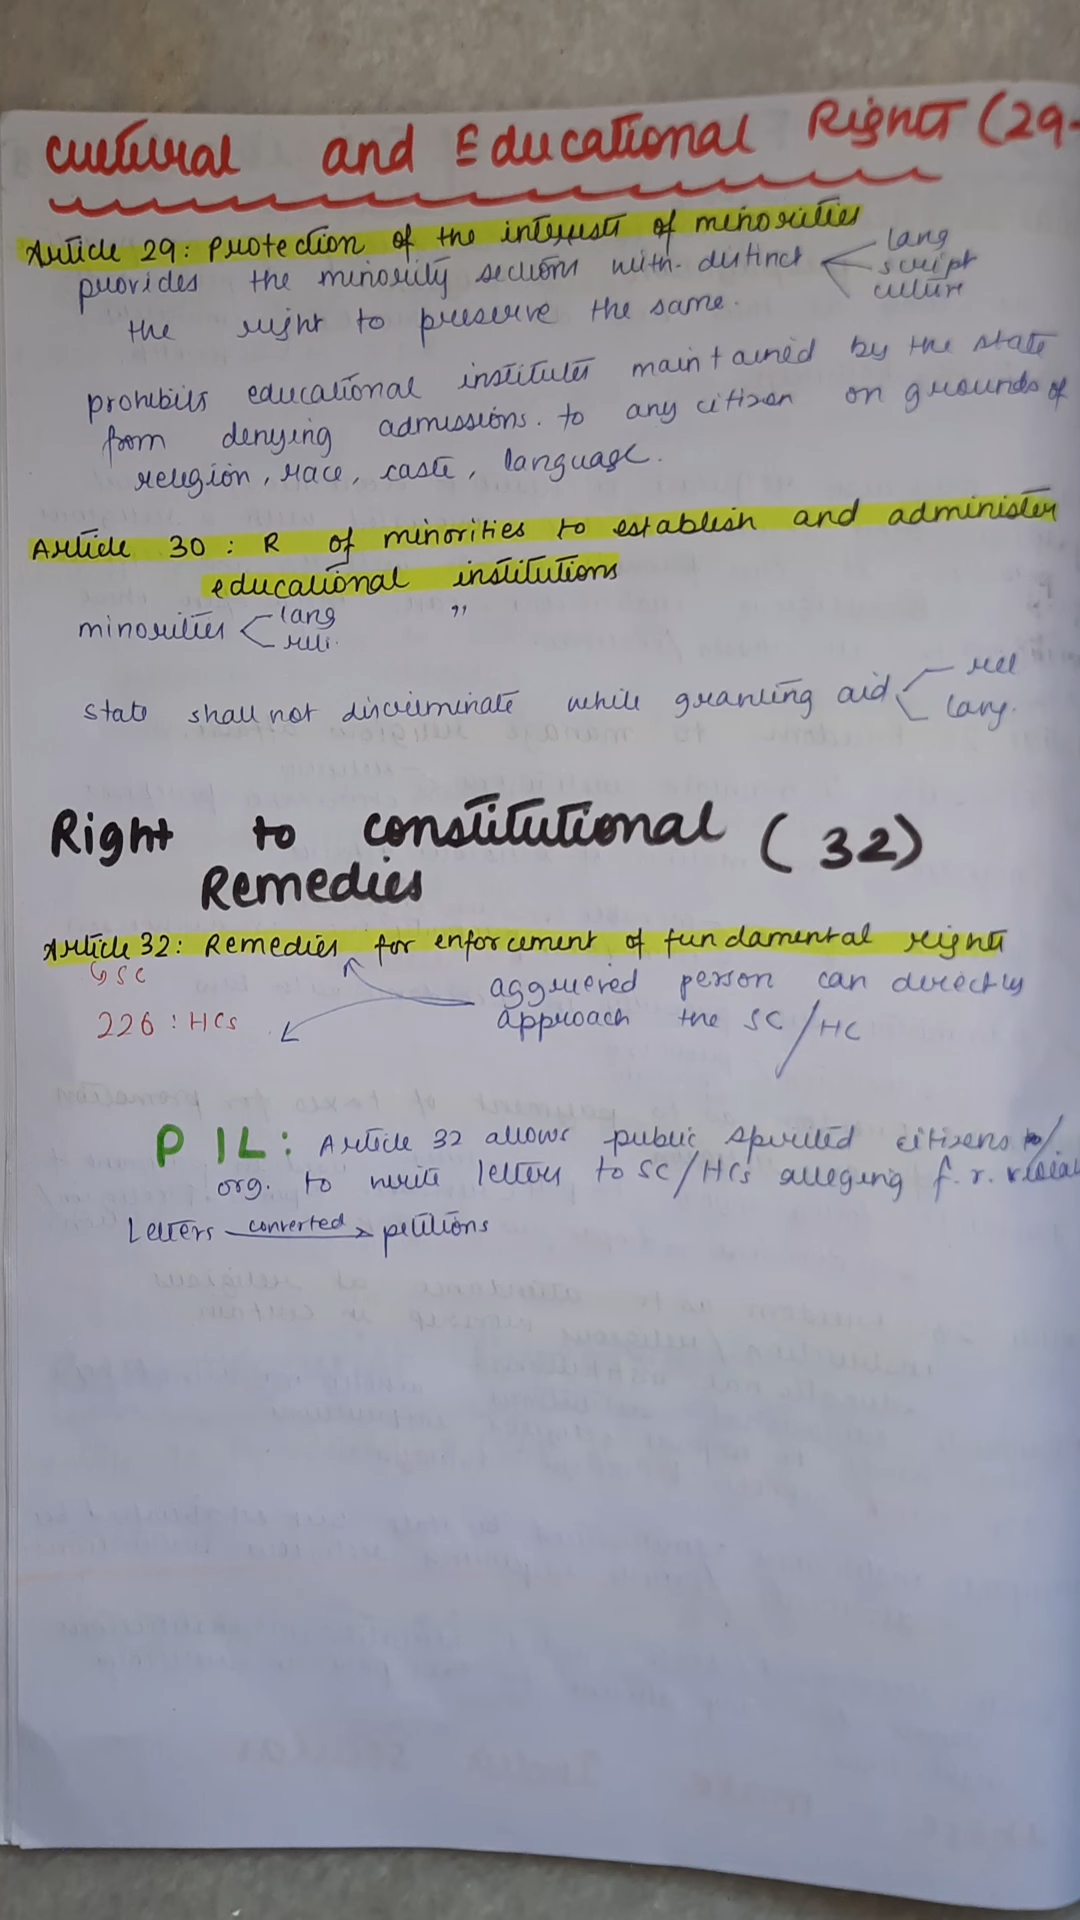 Cultural and Educational Rights (29-
Article 29: protection of the interests of minorities
provides the minority sections with distinct
lang
script
culture
the right to preserve the same.
prohibits educational institutes maintained by the state
from denying admissions. to any citizen on grounds of
religion, race, caste, language.
Article 30 : R of minorities to establish and administer
educational institutions
minorities
lang
reli.
"
state shall not discriminate while granting aid
rel
lang.
Right to constitutional (32)
Remedies
Article 32: Remedies for enforcement of fundamental rights
SC
aggrieved person can directly
226 : HCs
approach the SC/HC
PIL: Article 32 allows public spirited citizens /
org. to write letters to SC/HCs alleging f.r.
Letters converted petitions